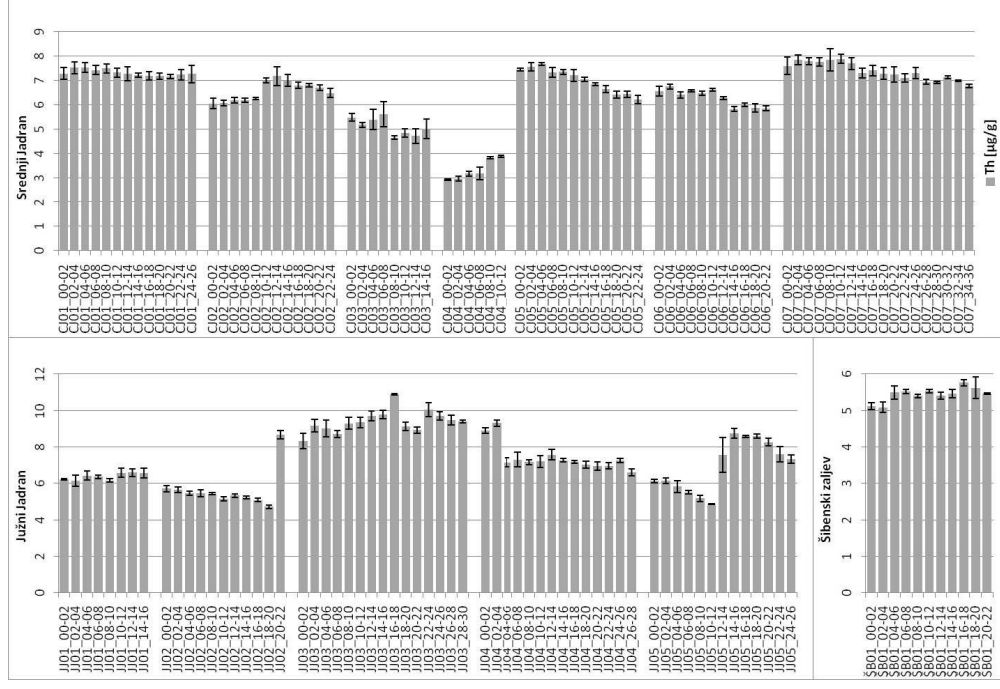 Srednji Jadran
9
8
7
6
5
4
3
2
1
0
CJ01_00-02
CJ01_02-04
CJ01_04-06
CJ01_06-08
CJ01_08-10
CJ01_10-12
CJ01_12-14
CJ01_14-16
CJ01_16-18
CJ01_18-20
CJ01_20-22
CJ01_22-24
CJ01_24-26
CJ02_00-02
CJ02_02-04
CJ02_04-06
CJ02_06-08
CJ02_08-10
CJ02_10-12
CJ02_12-14
CJ02_14-16
CJ02_16-18
CJ02_18-20
CJ02_20-22
CJ02_22-24
CJ03_00-02
CJ03_02-04
CJ03_04-06
CJ03_06-08
CJ03_08-10
CJ03_10-12
CJ03_12-14
CJ03_14-16
CJ04_00-02
CJ04_02-04
CJ04_04-06
CJ04_06-08
CJ04_08-10
CJ04_10-12
CJ05_00-02
CJ05_02-04
CJ05_04-06
CJ05_06-08
CJ05_08-10
CJ05_10-12
CJ05_12-14
CJ05_14-16
CJ05_16-18
CJ05_18-20
CJ05_20-22
CJ05_22-24
CJ06_00-02
CJ06_02-04
CJ06_04-06
CJ06_06-08
CJ06_08-10
CJ06_10-12
CJ06_12-14
CJ06_14-16
CJ06_16-18
CJ06_18-20
CJ06_20-22
CJ07_00-02
CJ07_02-04
CJ07_04-06
CJ07_06-08
CJ07_08-10
CJ07_10-12
CJ07_12-14
CJ07_14-16
CJ07_16-18
CJ07_18-20
CJ07_20-22
CJ07_22-24
CJ07_24-26
CJ07_26-28
CJ07_28-30
CJ07_30-32
CJ07_32-34
CJ07_34-36
Th [µg/g]
Južni Jadran
12
10
8
6
4
2
0
JJ01_00-02
JJ01_02-04
JJ01_04-06
JJ01_06-08
JJ01_08-10
JJ01_10-12
JJ01_12-14
JJ01_14-16
JJ02_00-02
JJ02_02-04
JJ02_04-06
JJ02_06-08
JJ02_08-10
JJ02_10-12
JJ02_12-14
JJ02_14-16
JJ02_16-18
JJ02_18-20
JJ02_20-22
JJ03_00-02
JJ03_02-04
JJ03_04-06
JJ03_06-08
JJ03_08-10
JJ03_10-12
JJ03_12-14
JJ03_14-16
JJ03_16-18
JJ03_18-20
JJ03_20-22
JJ03_22-24
JJ03_24-26
JJ03_26-28
JJ03_28-30
JJ04_00-02
JJ04_02-04
JJ04_04-06
JJ04_06-08
JJ04_08-10
JJ04_10-12
JJ04_12-14
JJ04_14-16
JJ04_16-18
JJ04_18-20
JJ04_20-22
JJ04_22-24
JJ04_24-26
JJ04_26-28
JJ05_00-02
JJ05_02-04
JJ05_04-06
JJ05_06-08
JJ05_08-10
JJ05_10-12
JJ05_12-14
JJ05_14-16
JJ05_16-18
JJ05_18-20
JJ05_20-22
JJ05_22-24
JJ05_24-26
Šibenski zaljev
6
5
4
3
2
1
0
ŠB01_00-02
ŠB01_02-04
ŠB01_04-06
ŠB01_06-08
ŠB01_08-10
ŠB01_10-12
ŠB01_12-14
ŠB01_14-16
ŠB01_16-18
ŠB01_18-20
ŠB01_20-22